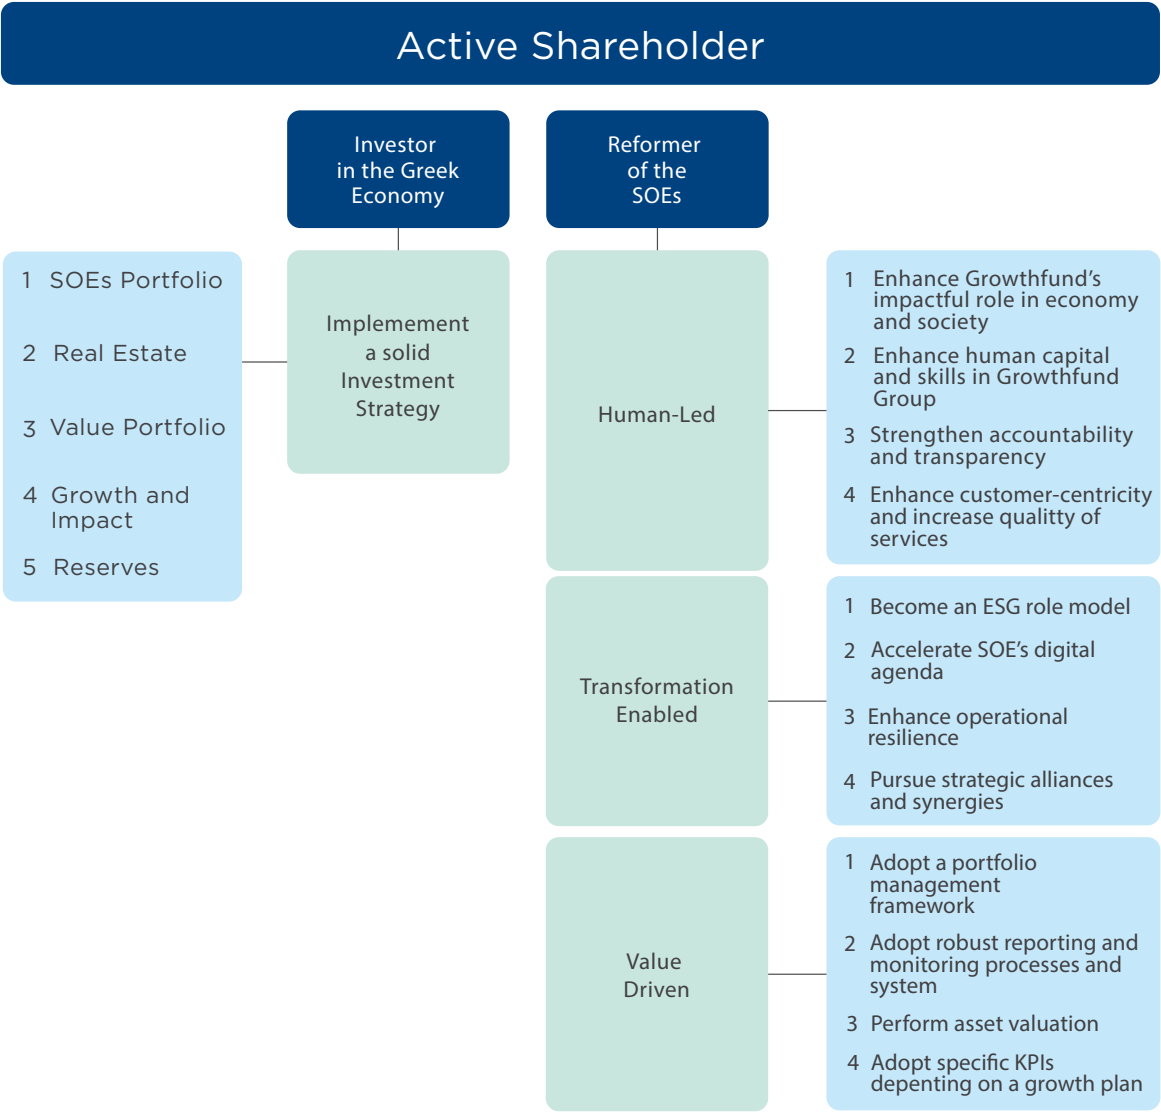 Active Shareholder
Investor
in the Greek
Economy
Reformer
of the
SOEs
1 SOEs Portfolio
2 Real Estate
3 Value Portfolio
4 Growth and
Impact
5 Reserves
Implemement
a solid
Investment
Strategy
Human-Led
1 Enhance Growthfund’s
impactful role in economy
and society
2 Enhance human capital
and skills in Growthfund
Group
3 Strengthen accountability
and transparency
4 Enhance customer-centricity
and increase qualitty of
services
Transformation
Enabled
1 Become an ESG role model
2 Accelerate SOE’s digital
agenda
3 Enhance operational
resilience
4 Pursue strategic alliances
and synergies
Value
Driven
1 Adopt a portfolio
management
framework
2 Adopt robust reporting and
monitoring processes and
system
3 Perform asset valuation
4 Adopt specific KPIs
depenting on a growth plan